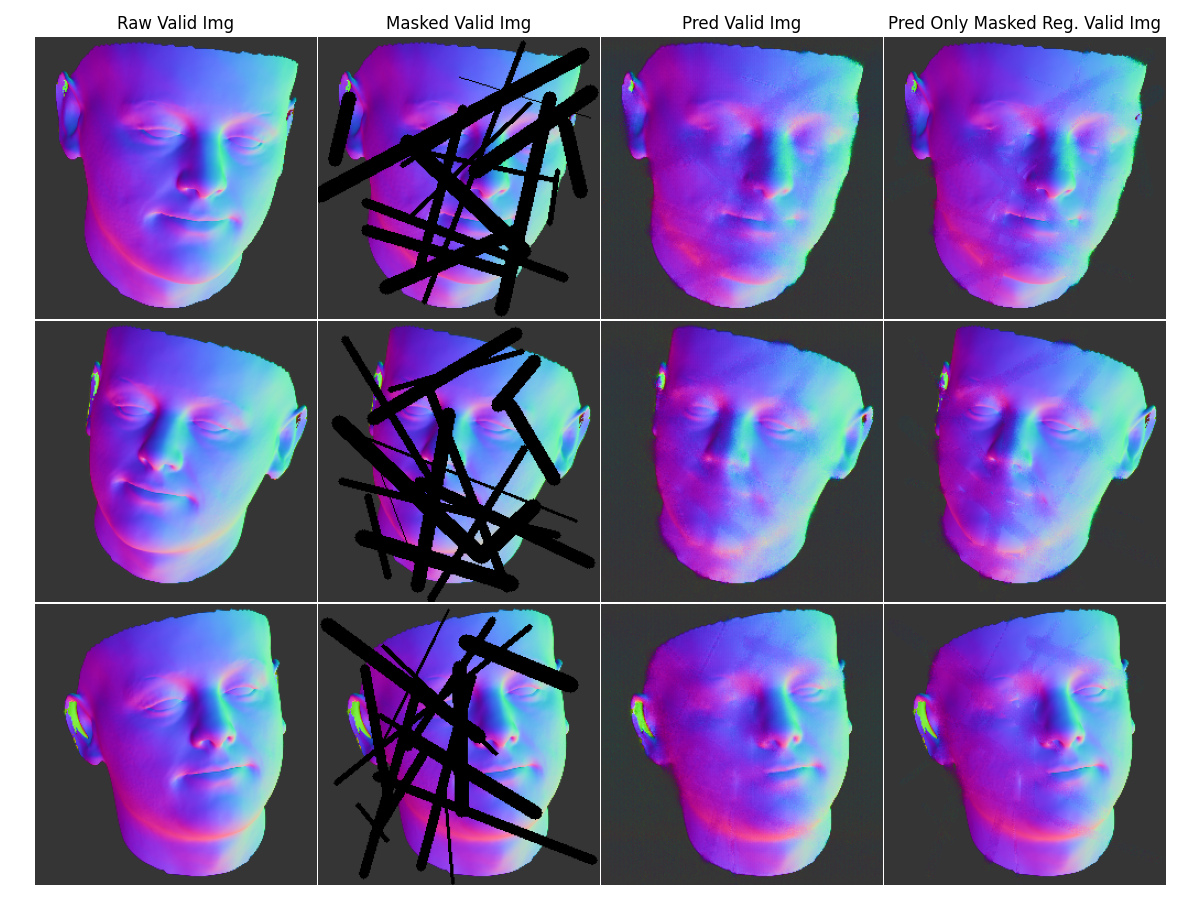 Raw Valid Img
Masked Valid Img
Pred Valid Img
Pred Only Masked Reg. Valid Img